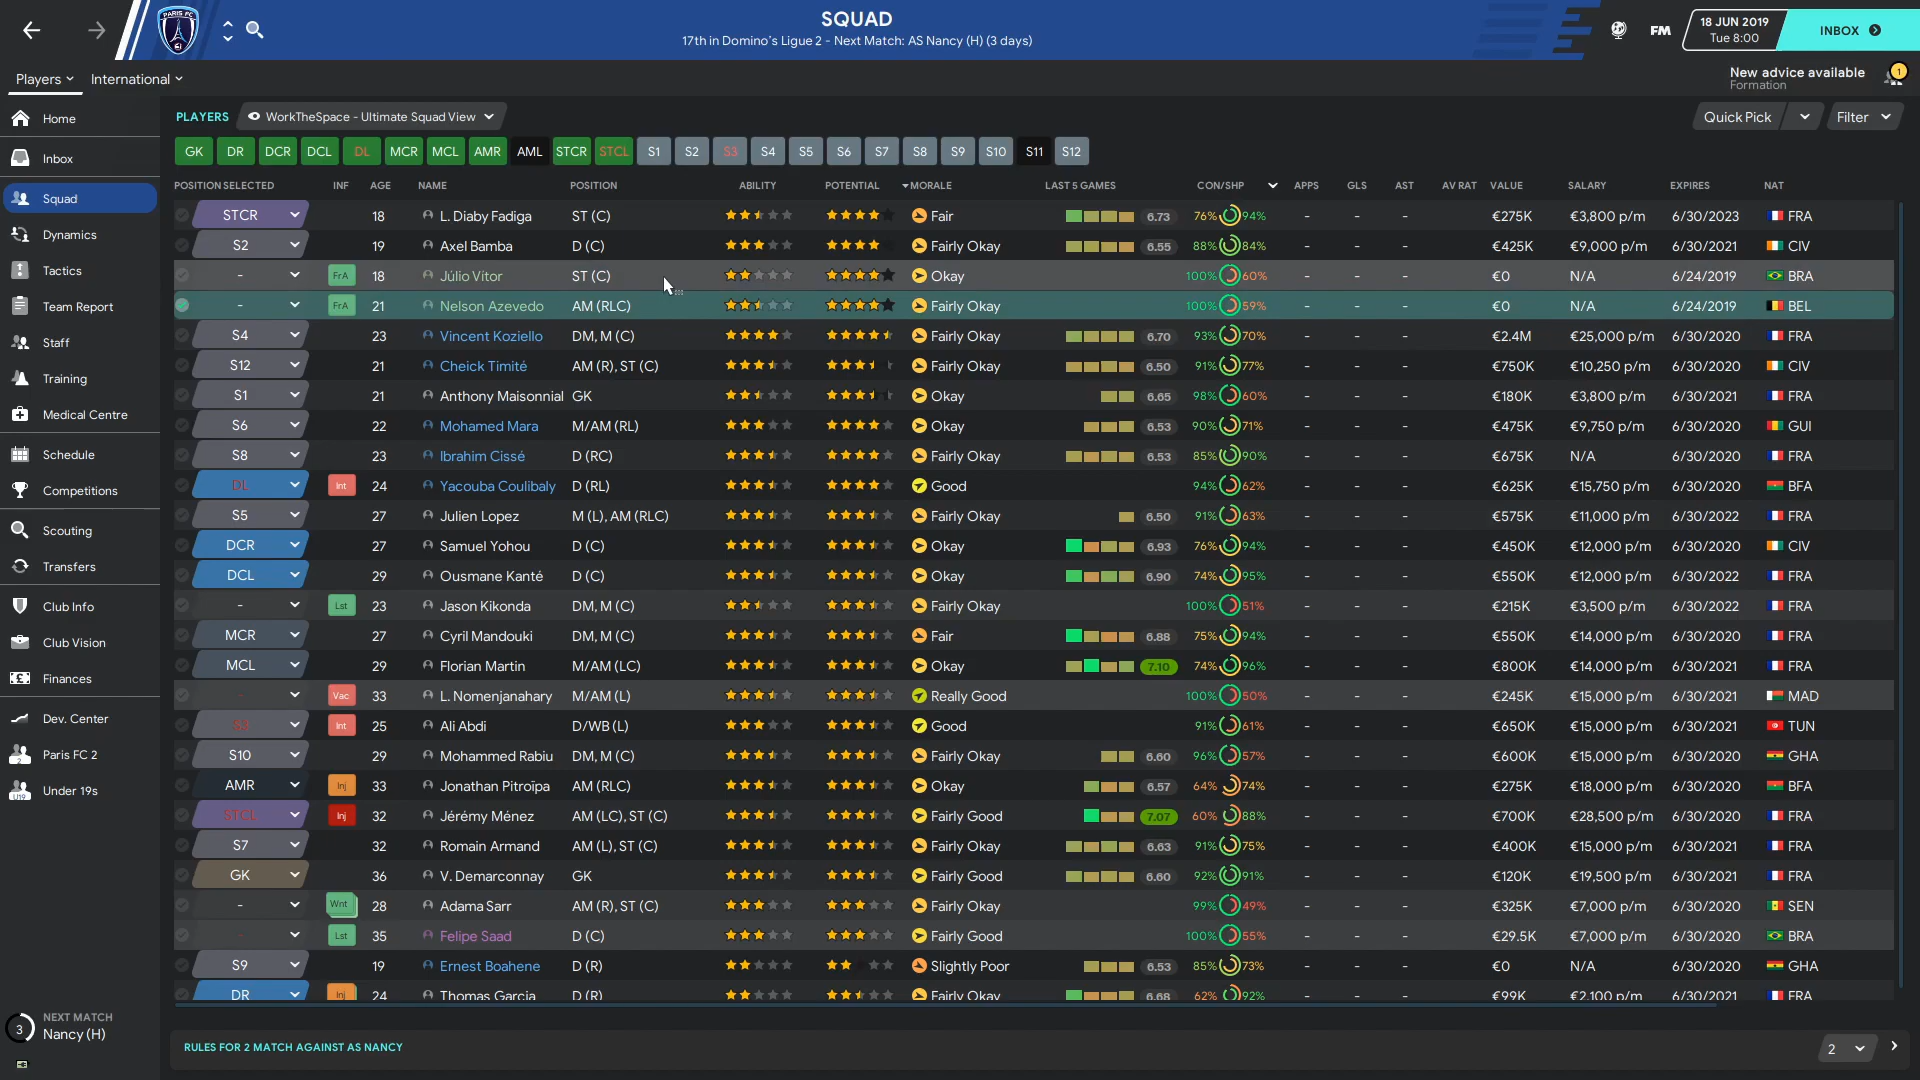 PARIS FC
SQUAD
17th in Domino's Ligue 2 - Next Match: AS Nancy (H) (3 days)
FM
18 JUN 2019
Tue 8:00
INBOX
Players International
New advice available
Formation
1
Home
Inbox
Squad
Dynamics
Tactics
Team Report
Staff
Training
Medical Centre
Schedule
Competitions
Scouting
Transfers
Club Info
Club Vision
Finances
Dev. Center
Paris FC 2
Under 19s
PLAYERS WorkTheSpace - Ultimate Squad View
Quick Pick Filter
GK DR DCR DCL DL MCR MCL AMR AML STCR STCL S1 S2 S3 S4 S5 S6 S7 S8 S9 S10 S11 S12
POSITION SELECTED INF AGE NAME POSITION ABILITY POTENTIAL MORALE LAST 5 GAMES CON/SHP APPS GLS AST AV RAT VALUE SALARY EXPIRES NAT
STCR 18 L. Diaby Fadiga ST (C) Fair 6.73 76% 94% - - - €275K €3,800 p/m 6/30/2023 FRA
S2 19 Axel Bamba D (C) Fairly Okay 6.55 88% 84% - - - €425K €9,000 p/m 6/30/2021 CIV
- FrA 18 Júlio Vítor ST (C) Okay 100% 60% - - - €0 N/A 6/24/2019 BRA
- FrA 21 Nelson Azevedo AM (RLC) Fairly Okay 100% 59% - - - €0 N/A 6/24/2019 BEL
S4 23 Vincent Koziello DM, M (C) Fairly Okay 6.70 93% 70% - - - €2.4M €25,000 p/m 6/30/2020 FRA
S12 21 Cheick Timité AM (R), ST (C) Fairly Okay 6.50 91% 77% - - - €750K €10,250 p/m 6/30/2020 CIV
S1 21 Anthony Maisonnial GK Okay 6.65 98% 60% - - - €180K €3,800 p/m 6/30/2021 FRA
S6 22 Mohamed Mara M/AM (RL) Okay 6.53 90% 71% - - - €475K €9,750 p/m 6/30/2020 GUI
S8 23 Ibrahim Cissé D (RC) Fairly Okay 6.53 85% 90% - - - €675K N/A 6/30/2020 FRA
DL Int 24 Yacouba Coulibaly D (RL) Good 94% 62% - - - €625K €15,750 p/m 6/30/2020 BFA
S5 27 Julien Lopez M (L), AM (RLC) Fairly Okay 6.50 91% 63% - - - €575K €11,000 p/m 6/30/2022 FRA
DCR 27 Samuel Yohou D (C) Okay 6.93 76% 94% - - - €450K €12,000 p/m 6/30/2020 CIV
DCL 29 Ousmane Kanté D (C) Okay 6.90 74% 95% - - - €550K €12,000 p/m 6/30/2022 FRA
- Lst 23 Jason Kikonda DM, M (C) Fairly Okay 100% 51% - - - €215K €3,500 p/m 6/30/2022 FRA
MCR 27 Cyril Mandouki DM, M (C) Fair 6.88 75% 94% - - - €550K €14,000 p/m 6/30/2020 FRA
MCL 29 Florian Martin M/AM (LC) Okay 7.10 74% 96% - - - €800K €14,000 p/m 6/30/2021 FRA
- Vac 33 L. Nomenjanahary M/AM (L) Really Good 100% 50% - - - €245K €15,000 p/m 6/30/2021 MAD
S3 Int 25 Ali Abdi D/WB (L) Good 91% 61% - - - €650K €15,000 p/m 6/30/2021 TUN
S10 29 Mohammed Rabiu DM, M (C) Fairly Okay 6.60 96% 57% - - - €600K €15,000 p/m 6/30/2020 GHA
AMR Inj 33 Jonathan Pitroïpa AM (RLC) Okay 6.57 64% 74% - - - €275K €18,000 p/m 6/30/2020 BFA
STCL Inj 32 Jérémy Ménez AM (LC), ST (C) Fairly Good 7.07 60% 88% - - - €700K €28,500 p/m 6/30/2020 FRA
S7 32 Romain Armand AM (L), ST (C) Fairly Okay 6.63 91% 75% - - - €400K €15,000 p/m 6/30/2021 FRA
GK 36 V. Demarconnay GK Fairly Good 6.60 92% 91% - - - €120K €19,500 p/m 6/30/2021 FRA
- Wnt 28 Adama Sarr AM (R), ST (C) Fairly Okay 99% 49% - - - €325K €7,000 p/m 6/30/2020 SEN
- Lst 35 Felipe Saad D (C) Fairly Good 100% 55% - - - €29.5K €7,000 p/m 6/30/2020 BRA
S9 19 Ernest Boahene D (R) Slightly Poor 6.53 85% 73% - - - €0 N/A 6/30/2020 GHA
DR Inj 24 Thomas Garcia D (R) Fairly Okay 6.68 62% 92% - - - €99K €2,100 p/m 6/30/2021 FRA
3
NEXT MATCH
Nancy (H)
RULES FOR 2 MATCH AGAINST AS NANCY
2